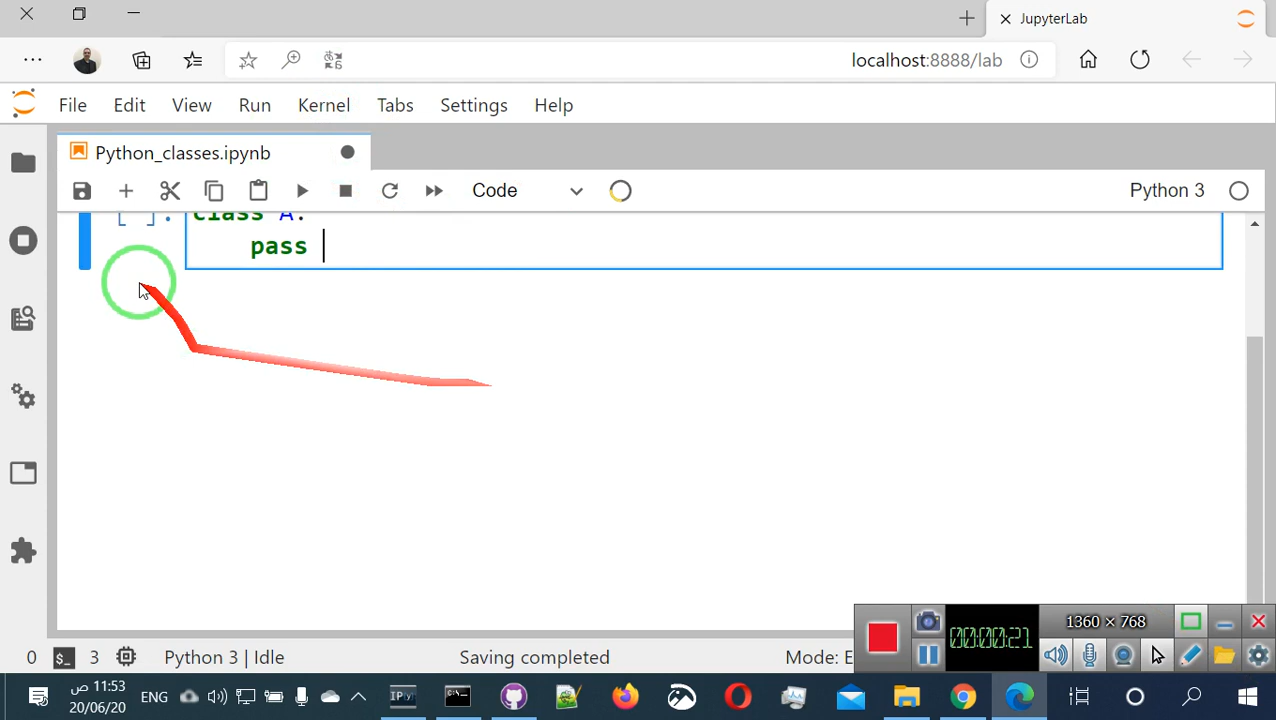 JupyterLab
localhost:8888/lab
File Edit View Run Kernel Tabs Settings Help
Python_classes.ipynb
Code
Python 3
[ ]: class A:
pass
00:00:21
1360 × 768
0 $_ 3 Python 3 | Idle Saving completed Mode: E
11:53 ص
20/06/20
ENG
IPy